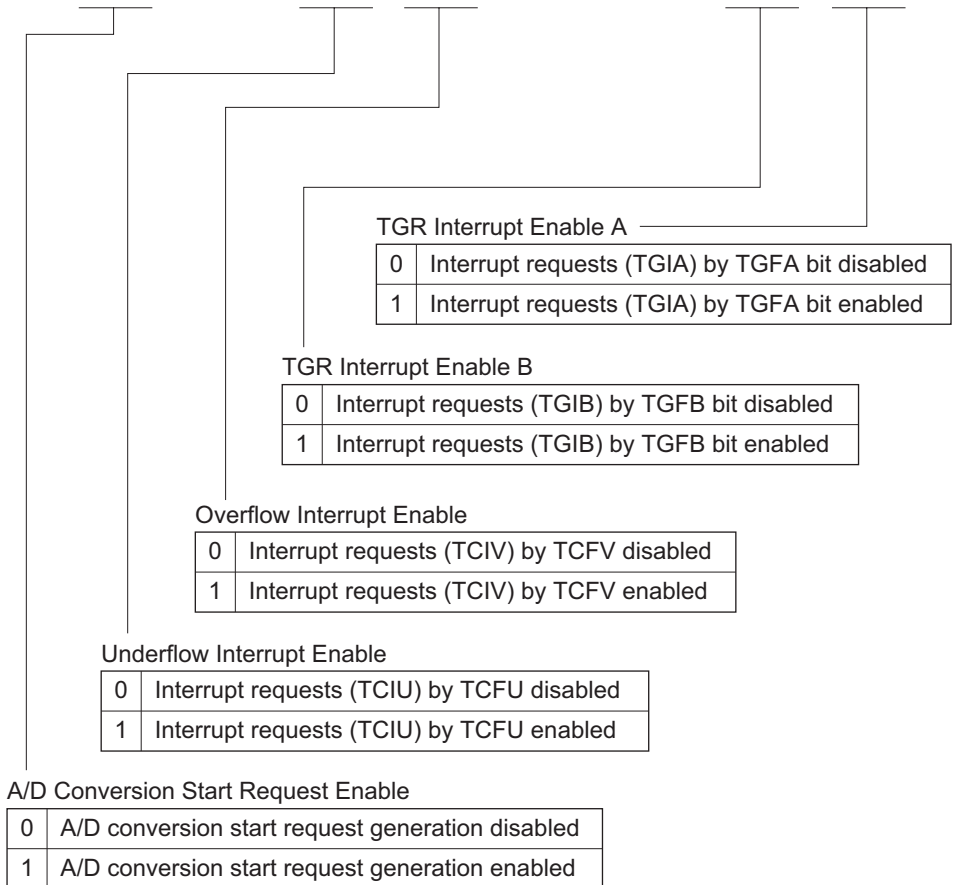 TGR Interrupt Enable A
0 Interrupt requests (TGIA) by TGFA bit disabled
1 Interrupt requests (TGIA) by TGFA bit enabled
TGR Interrupt Enable B
0 Interrupt requests (TGIB) by TGFB bit disabled
1 Interrupt requests (TGIB) by TGFB bit enabled
Overflow Interrupt Enable
0 Interrupt requests (TCIV) by TCFV disabled
1 Interrupt requests (TCIV) by TCFV enabled
Underflow Interrupt Enable
0 Interrupt requests (TCIU) by TCFU disabled
1 Interrupt requests (TCIU) by TCFU enabled
A/D Conversion Start Request Enable
0 A/D conversion start request generation disabled
1 A/D conversion start request generation enabled